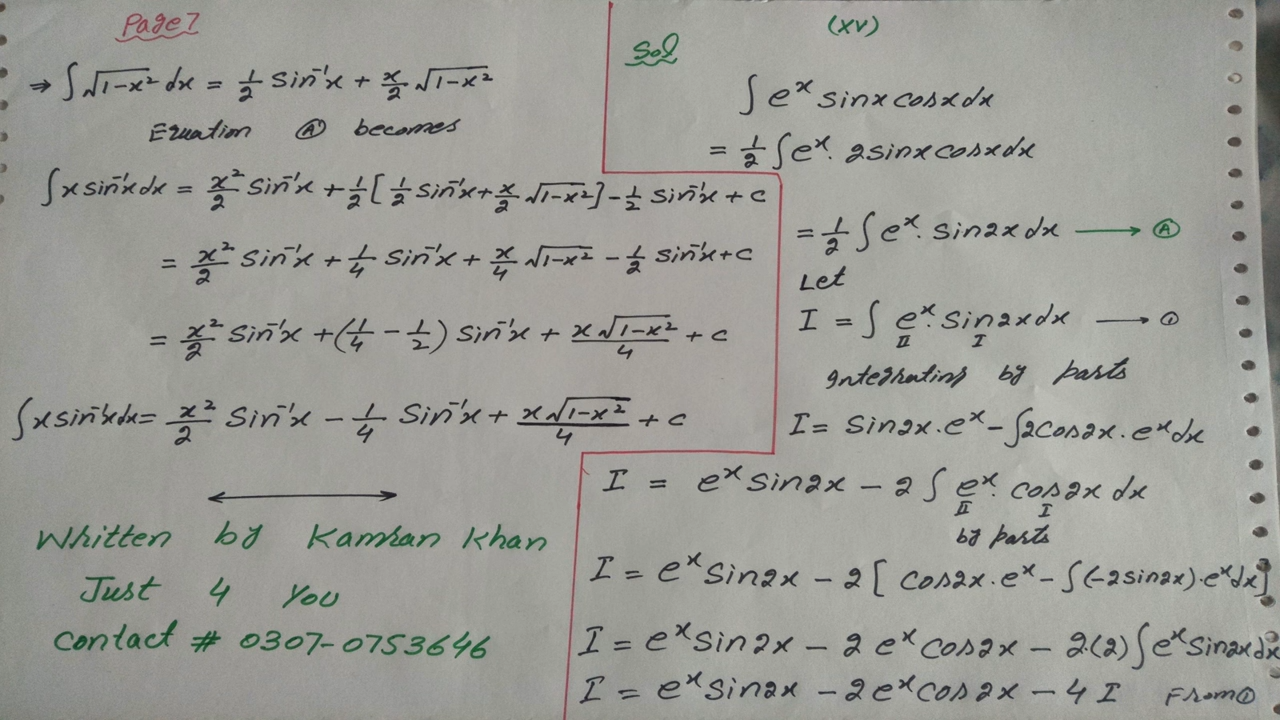 Page 7
⇒ ∫√1-x² dx = 1/2 Sin⁻¹x + x/2 √1-x²
Equation Ⓐ becomes
∫x sin⁻¹x dx = x²/2 Sin⁻¹x + 1/2 [1/2 Sin⁻¹x + x/2 √1-x²] - 1/2 Sin⁻¹x + c
= x²/2 Sin⁻¹x + 1/4 Sin⁻¹x + x/4 √1-x² - 1/2 Sin⁻¹x + c
= x²/2 Sin⁻¹x + (1/4 - 1/2) Sin⁻¹x + x√1-x²/4 + c
∫x sin⁻¹x dx = x²/2 Sin⁻¹x - 1/4 Sin⁻¹x + x√1-x²/4 + c
Whitten by Kamran Khan
Just 4 You
Contact # 0307-0753646
(XV)
Sol
∫ eˣ sinx cosx dx
= 1/2 ∫ eˣ. 2sinx cosx dx
= 1/2 ∫ eˣ. sin2x dx → Ⓐ
Let
I = ∫ eˣ. Sin2x dx → ①
II I
Integrating by parts
I = Sin2x.eˣ - ∫2cos2x.eˣdx
I = eˣ sin2x - 2 ∫ eˣ. cos2x dx
II I
by parts
I = eˣ Sin2x - 2 [cos2x.eˣ - ∫(-2sin2x).eˣdx]
I = eˣ Sin2x - 2 eˣ cos2x - 2(2) ∫eˣ Sin2x dx
I = eˣ sin2x - 2eˣ cos2x - 4 I From ①